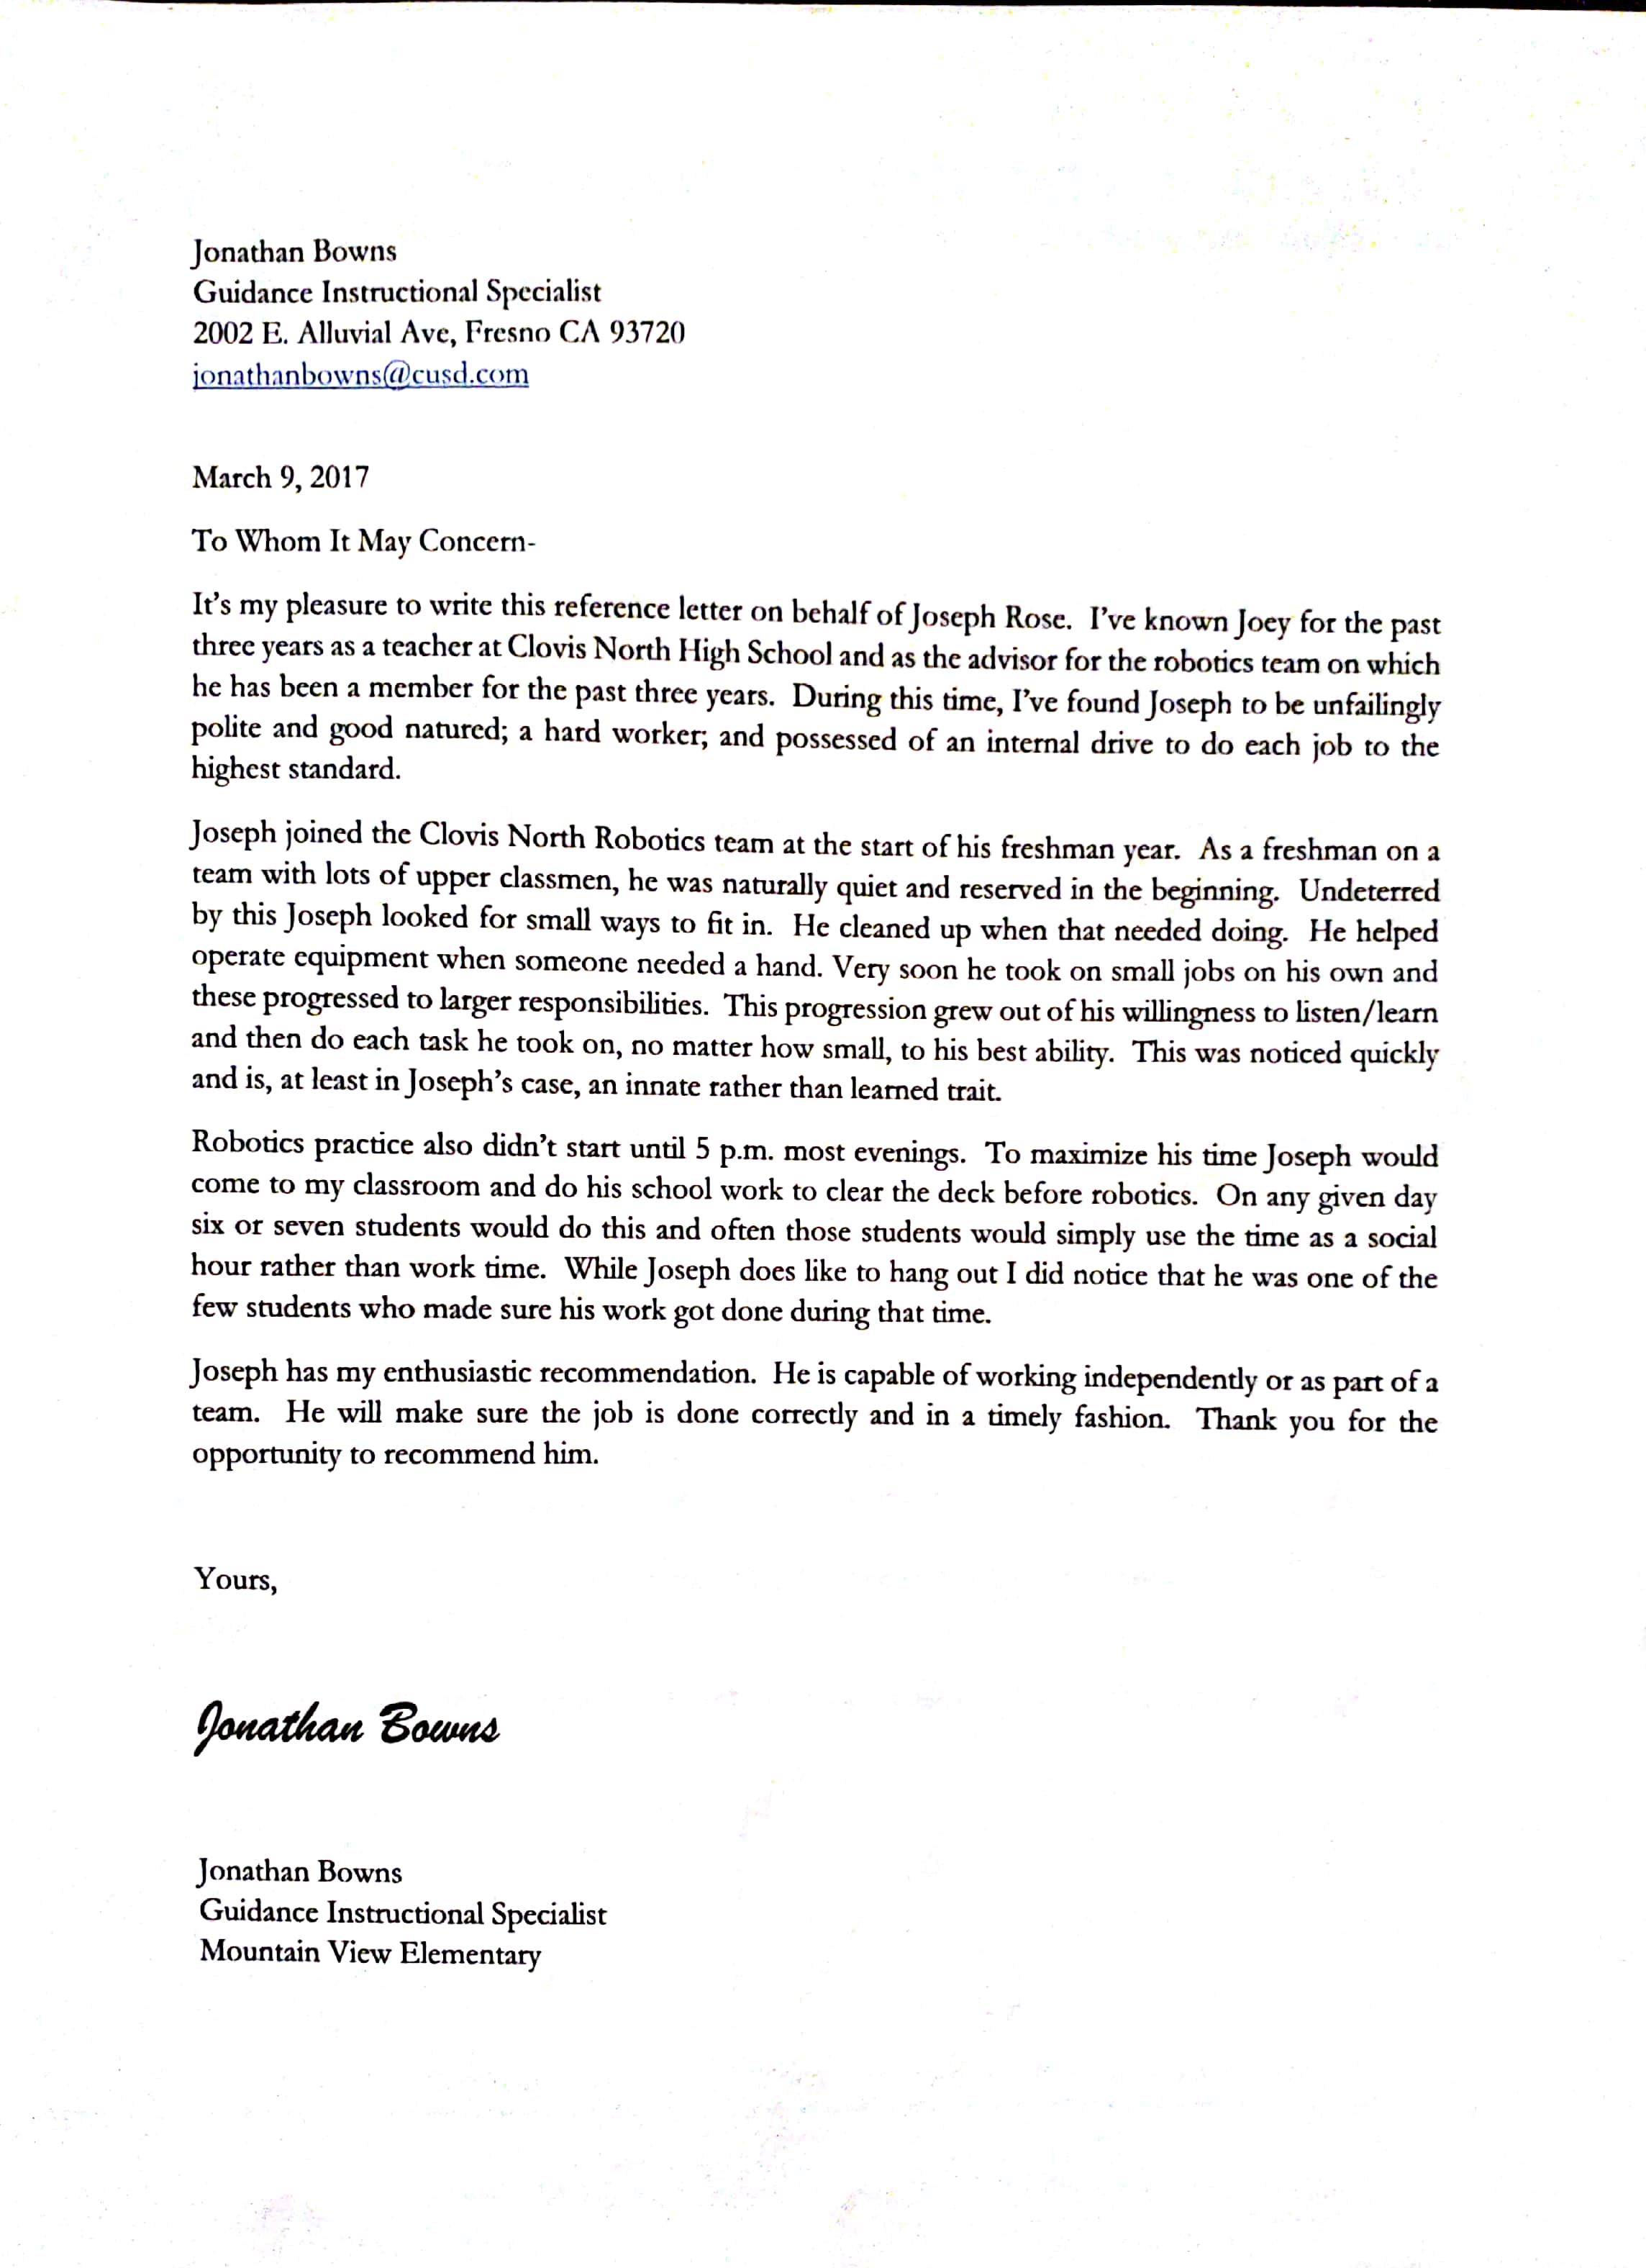 Jonathan Bowns
Guidance Instructional Specialist
2002 E. Alluvial Ave, Fresno CA 93720
jonathanbowns@cusd.com
March 9, 2017
To Whom It May Concern-
It's my pleasure to write this reference letter on behalf of Joseph Rose.  I've known Joey for the past
three years as a teacher at Clovis North High School and as the advisor for the robotics team on which
he has been a member for the past three years.  During this time, I've found Joseph to be unfailingly
polite and good natured; a hard worker; and possessed of an internal drive to do each job to the
highest standard.
Joseph joined the Clovis North Robotics team at the start of his freshman year.  As a freshman on a
team with lots of upper classmen, he was naturally quiet and reserved in the beginning.  Undeterred
by this Joseph looked for small ways to fit in.  He cleaned up when that needed doing.  He helped
operate equipment when someone needed a hand. Very soon he took on small jobs on his own and
these progressed to larger responsibilities.  This progression grew out of his willingness to listen/learn
and then do each task he took on, no matter how small, to his best ability.  This was noticed quickly
and is, at least in Joseph's case, an innate rather than learned trait.
Robotics practice also didn't start until 5 p.m. most evenings.  To maximize his time Joseph would
come to my classroom and do his school work to clear the deck before robotics.  On any given day
six or seven students would do this and often those students would simply use the time as a social
hour rather than work time.  While Joseph does like to hang out I did notice that he was one of the
few students who made sure his work got done during that time.
Joseph has my enthusiastic recommendation.  He is capable of working independently or as part of a
team.  He will make sure the job is done correctly and in a timely fashion.  Thank you for the
opportunity to recommend him.
Yours,
Jonathan Bowns
Jonathan Bowns
Guidance Instructional Specialist
Mountain View Elementary